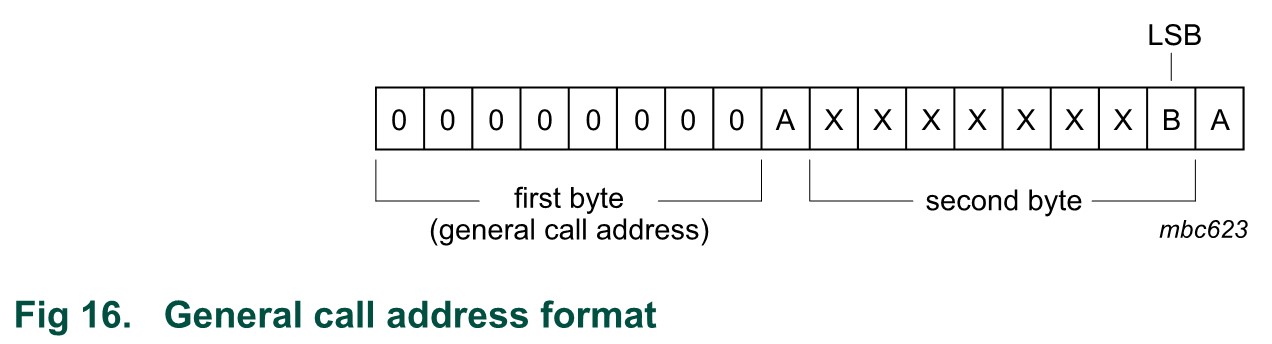 LSB
0 0 0 0 0 0 0 0 A X X X X X X X B A
first byte
(general call address)
second byte
mbc623
Fig 16. General call address format